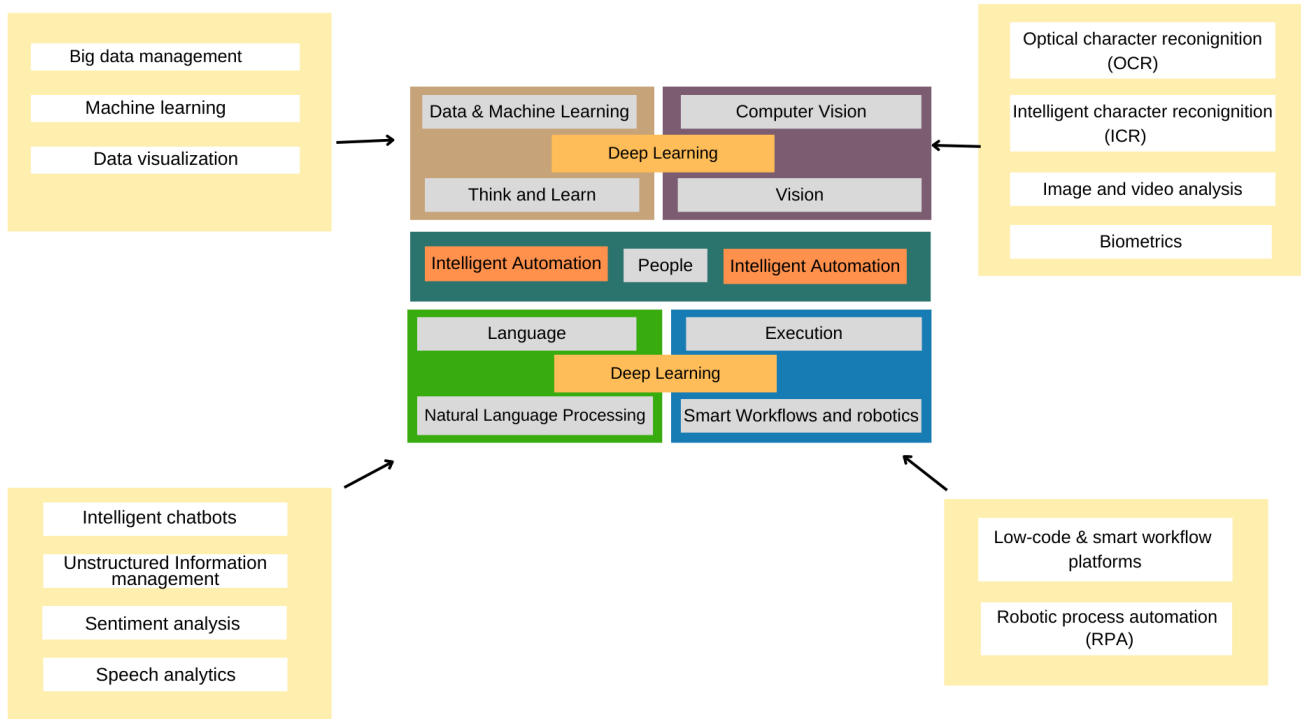 Big data management
Machine learning
Data visualization
Optical character reconignition
(OCR)
Intelligent character reconignition
(ICR)
Image and video analysis
Biometrics
Data & Machine Learning
Computer Vision
Deep Learning
Think and Learn
Vision
Intelligent Automation
People
Intelligent Automation
Language
Execution
Deep Learning
Natural Language Processing
Smart Workflows and robotics
Intelligent chatbots
Unstructured Information
management
Sentiment analysis
Speech analytics
Low-code & smart workflow
platforms
Robotic process automation
(RPA)